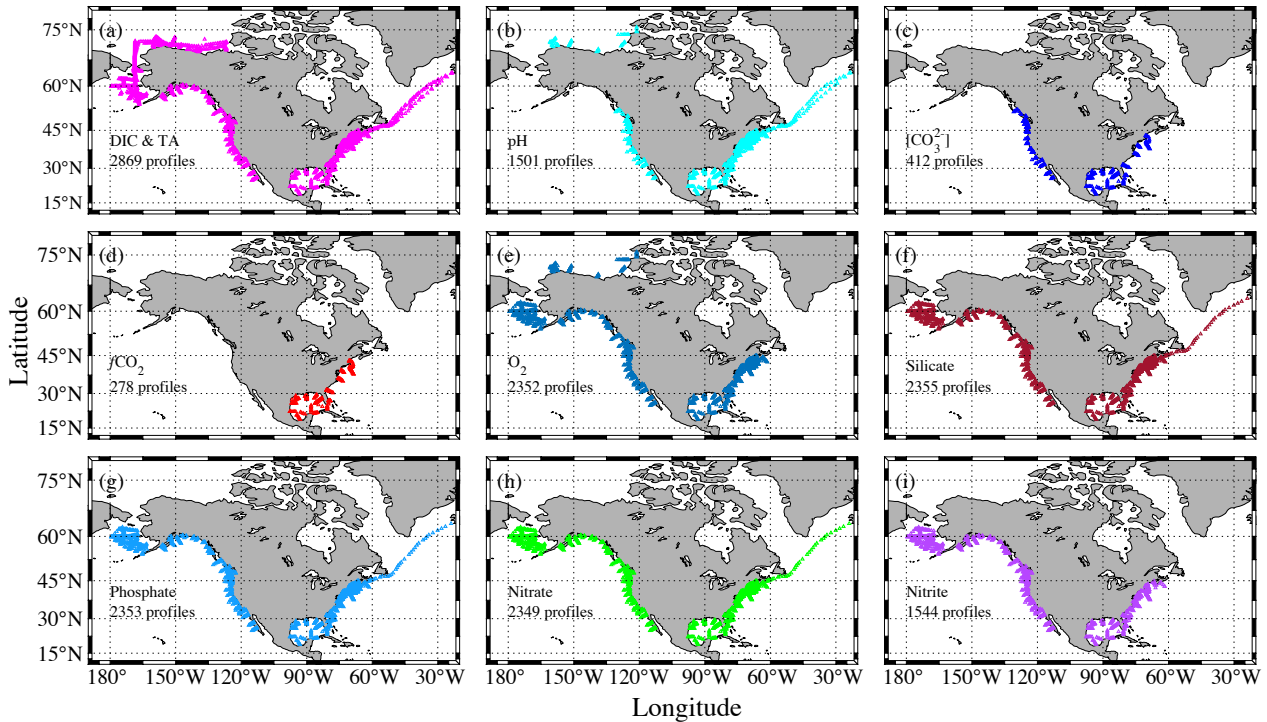 (a)
(b)
(c)
75°N
60°N
45°N
30°N
15°N
DIC & TA
2869 profiles
pH
1501 profiles
[CO₃²⁻]
412 profiles
(d)
(e)
(f)
75°N
60°N
45°N
30°N
15°N
fCO₂
278 profiles
O₂
2352 profiles
Silicate
2355 profiles
Latitude
(g)
(h)
(i)
75°N
60°N
45°N
30°N
15°N
Phosphate
2353 profiles
Nitrate
2349 profiles
Nitrite
1544 profiles
180° 150°W 120°W 90°W 60°W 30°W 180° 150°W 120°W 90°W 60°W 30°W 180° 150°W 120°W 90°W 60°W 30°W
Longitude